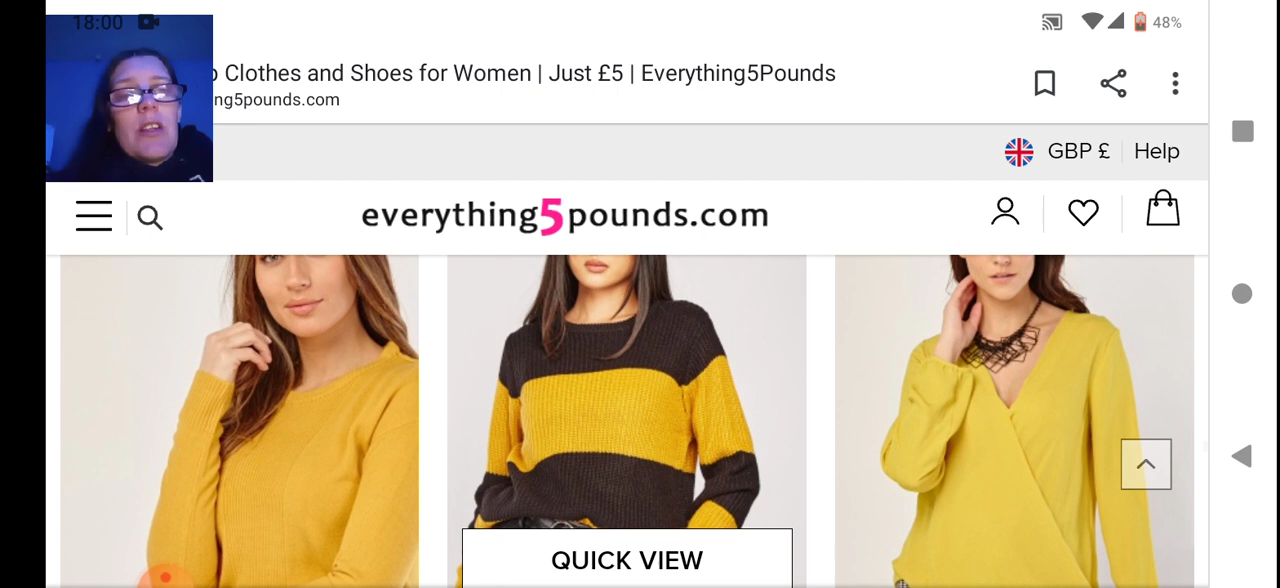 18:00
48%
Clothes and Shoes for Women | Just £5 | Everything5Pounds
ng5pounds.com
GBP £ | Help
everything5pounds.com
QUICK VIEW